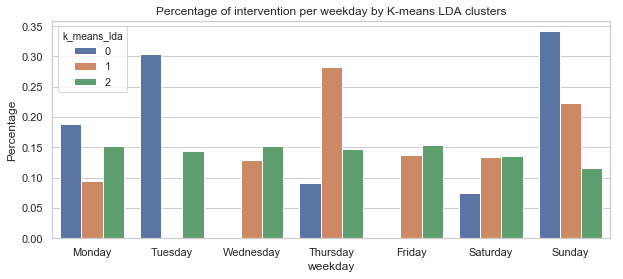 Percentage of intervention per weekday by K-means LDA clusters
k_means_lda
0
1
2
Percentage
0.35
0.30
0.25
0.20
0.15
0.10
0.05
0.00
Monday Tuesday Wednesday Thursday Friday Saturday Sunday
weekday